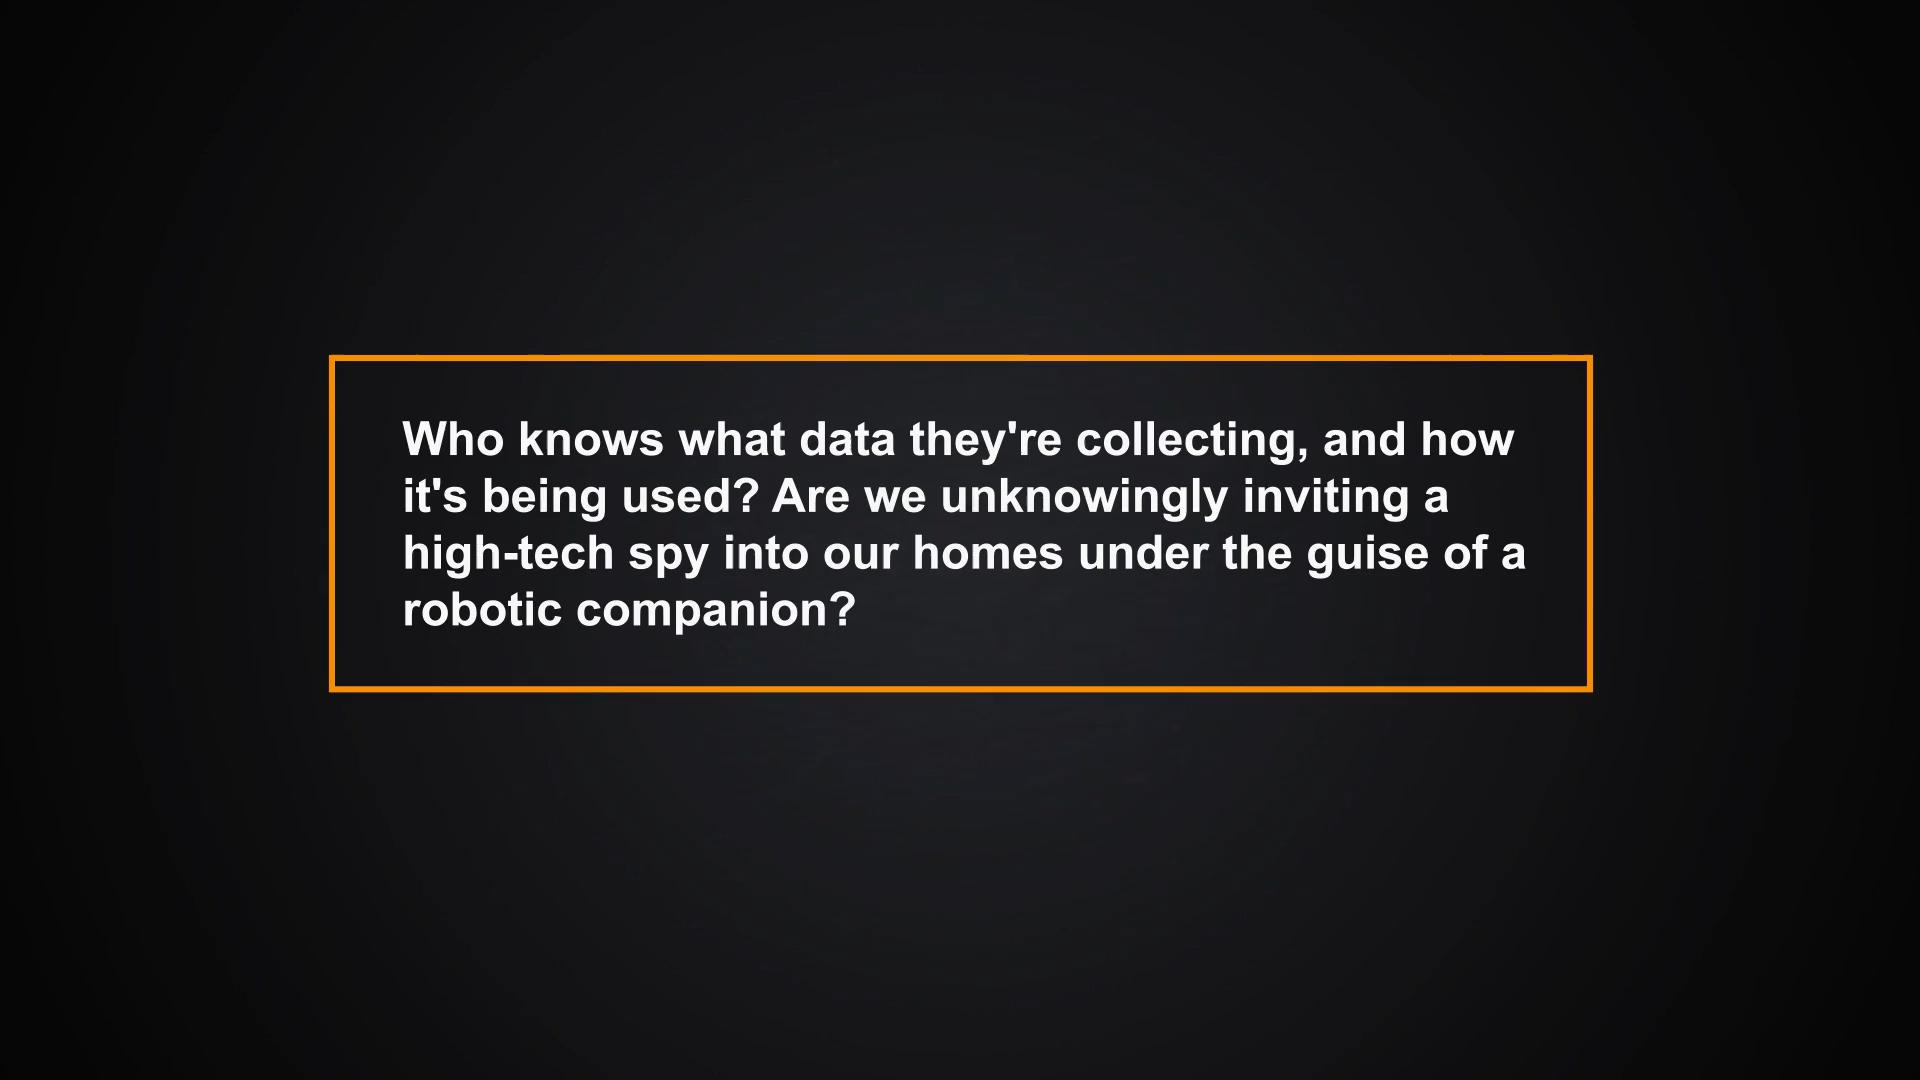 Who knows what data they're collecting, and how
it's being used? Are we unknowingly inviting a
high-tech spy into our homes under the guise of a
robotic companion?